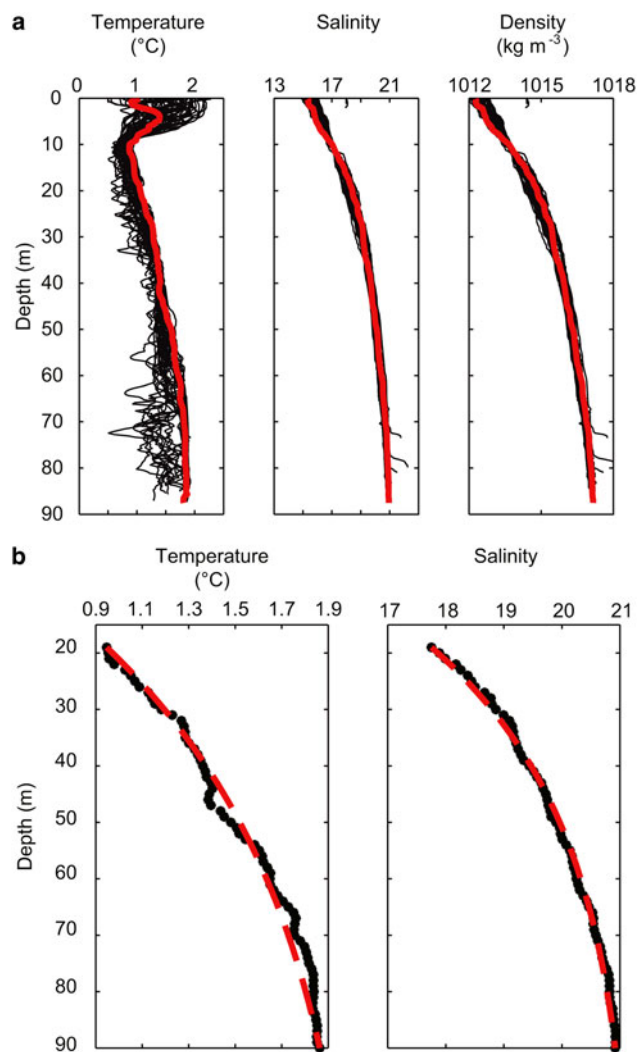 a
Temperature
(°C)
Salinity
Density
(kg m⁻³)
0 1 2
13 17 21
1012 1015 1018
0
10
20
30
40
50
60
70
80
90
Depth (m)
b
Temperature
(°C)
Salinity
0.9 1.1 1.3 1.5 1.7 1.9
17 18 19 20 21
20
30
40
50
60
70
80
90
Depth (m)